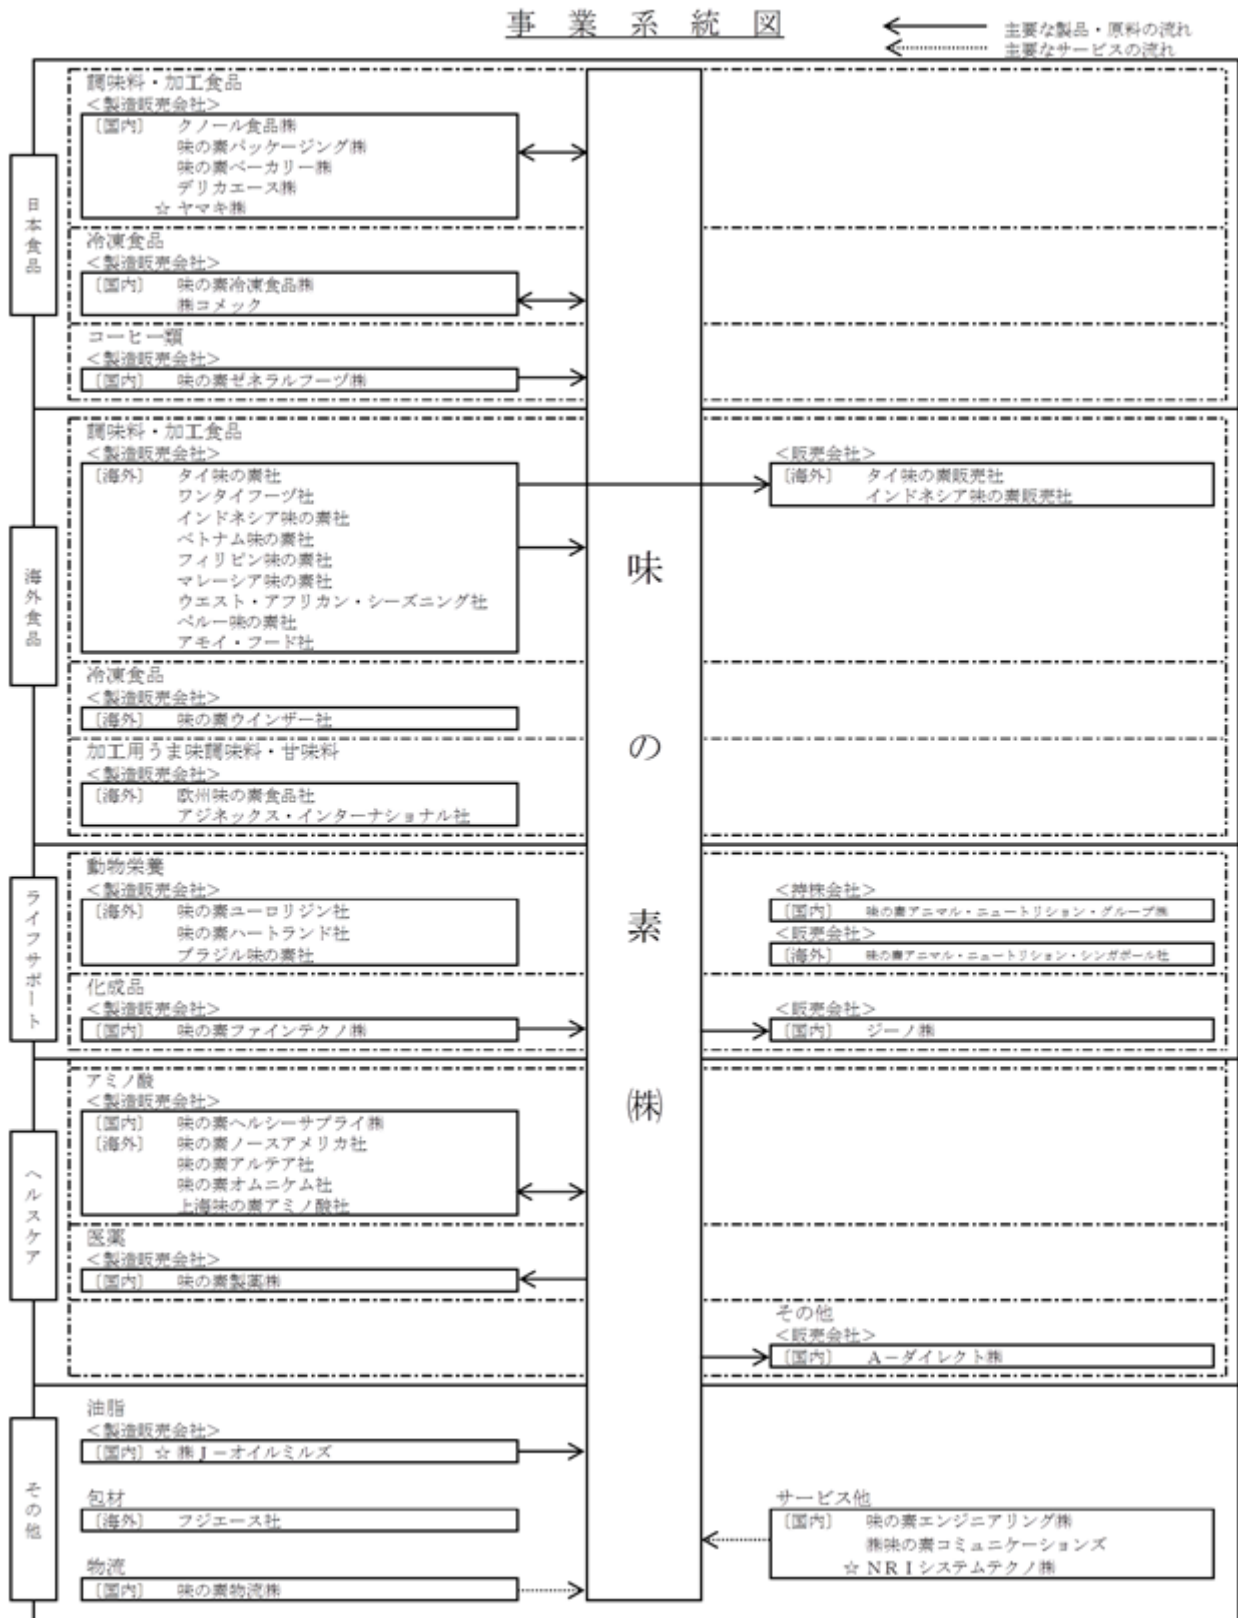 事業系統図
主要な製品・原料の流れ
主要なサービスの流れ
日本食品
調味料・加工食品
<製造販売会社>
〔国内〕 クノール食品㈱
味の素パッケージング㈱
味の素ベーカリー㈱
デリカエース㈱
☆ ヤマキ㈱
冷凍食品
<製造販売会社>
〔国内〕 味の素冷凍食品㈱
㈱コメック
コーヒー類
<製造販売会社>
〔国内〕 味の素ゼネラルフーヅ㈱
海外食品
調味料・加工食品
<製造販売会社>
〔海外〕 タイ味の素社
ワンタイフーヅ社
インドネシア味の素社
ベトナム味の素社
フィリピン味の素社
マレーシア味の素社
ウエスト・アフリカン・シーズニング社
ペルー味の素社
アモイ・フード社
<販売会社>
〔海外〕 タイ味の素販売社
インドネシア味の素販売社
冷凍食品
<製造販売会社>
〔海外〕 味の素ウインザー社
加工用うま味調味料・甘味料
<製造販売会社>
〔海外〕 欧州味の素食品社
アジネックス・インターナショナル社
味の素㈱
ライフサポート
動物栄養
<製造販売会社>
〔海外〕 味の素ユーロリジン社
味の素ハートランド社
ブラジル味の素社
<持株会社>
〔国内〕 味の素アニマル・ニュートリション・グループ㈱
<販売会社>
〔海外〕 味の素アニマル・ニュートリション・シンガポール社
化成品
<製造販売会社>
〔国内〕 味の素ファインテクノ㈱
<販売会社>
〔国内〕 ジーノ㈱
ヘルスケア
アミノ酸
<製造販売会社>
〔国内〕 味の素ヘルシーサプライ㈱
〔海外〕 味の素ノースアメリカ社
味の素アルテア社
味の素オムニケム社
上海味の素アミノ酸社
医薬
<製造販売会社>
〔国内〕 味の素製薬㈱
その他
<販売会社>
〔国内〕 A-ダイレクト㈱
その他
油脂
<製造販売会社>
〔国内〕 ☆ ㈱J-オイルミルズ
包材
〔海外〕 フジエース社
物流
〔国内〕 味の素物流㈱
サービス他
〔国内〕 味の素エンジニアリング㈱
㈱味の素コミュニケーションズ
☆ NRIシステムテクノ㈱